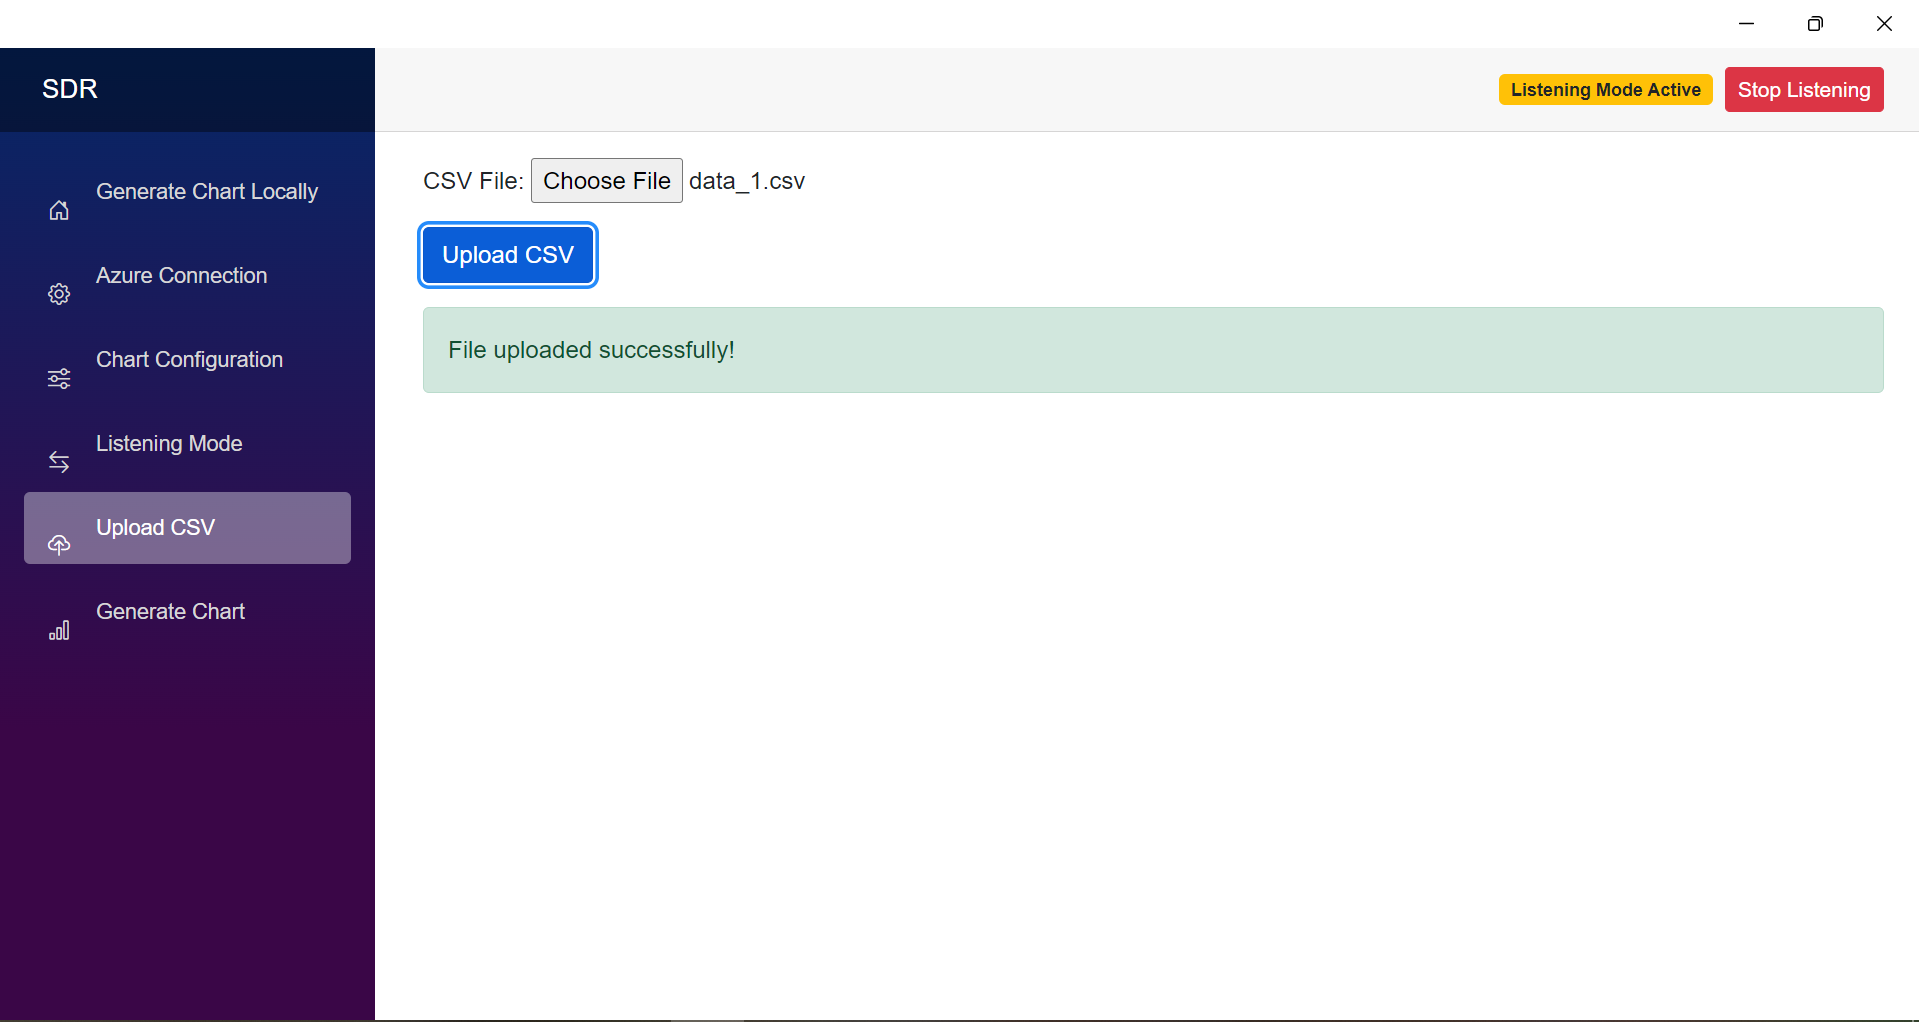 SDR
Listening Mode Active
Stop Listening
Generate Chart Locally
Azure Connection
Chart Configuration
Listening Mode
Upload CSV
Generate Chart
CSV File: Choose File data_1.csv
Upload CSV
File uploaded successfully!